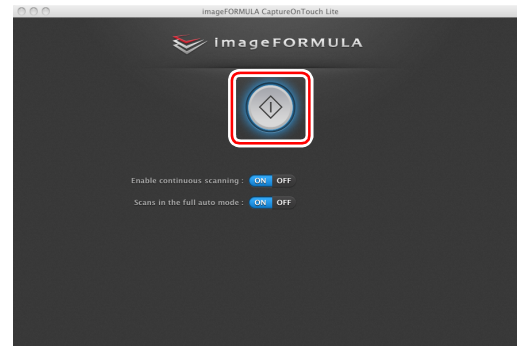 imageFORMULA CaptureOnTouch Lite
imageFORMULA
Enable continuous scanning : ON OFF
Scans in the full auto mode : ON OFF